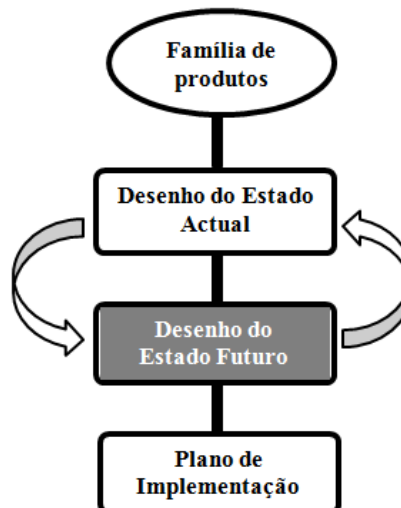 Família de
produtos
Desenho do Estado
Actual
Desenho do
Estado Futuro
Plano de
Implementação